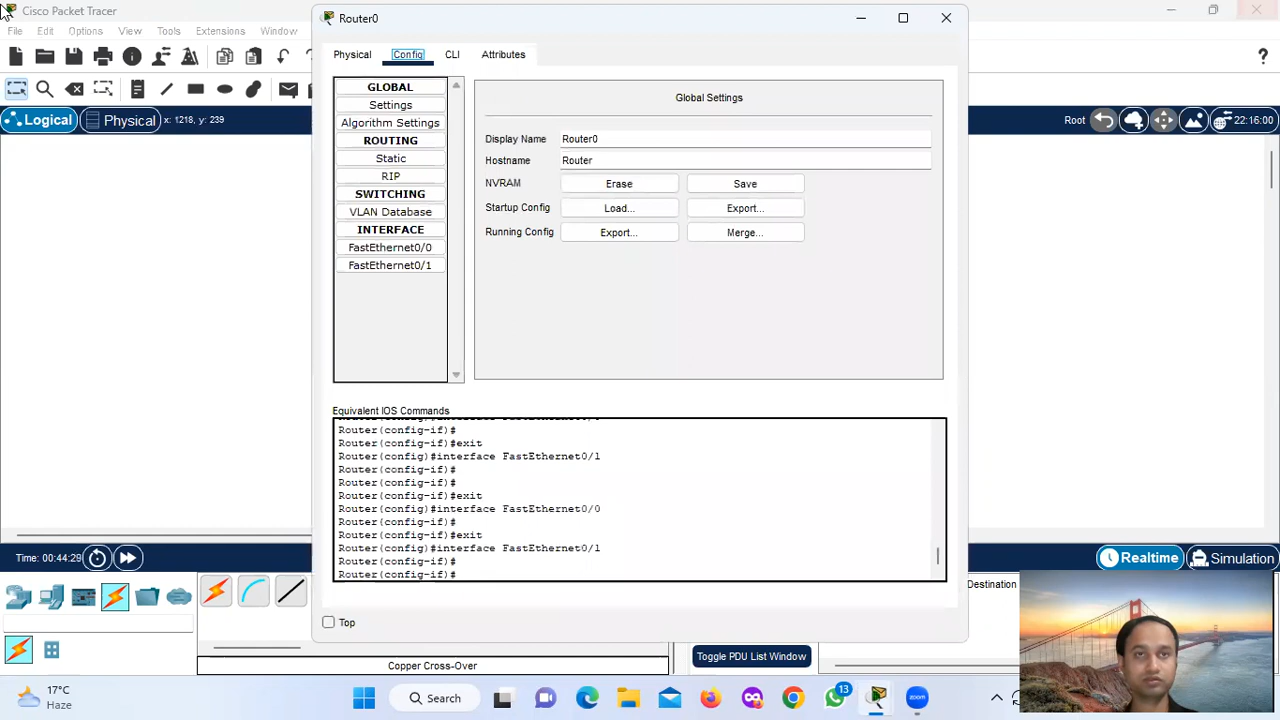 Cisco Packet Tracer
File Edit Options View Tools Extensions Window
Logical
Physical
x: 1218, y: 239
Root
22:16:00
Router0
Physical Config CLI Attributes
GLOBAL
Settings
Algorithm Settings
ROUTING
Static
RIP
SWITCHING
VLAN Database
INTERFACE
FastEthernet0/0
FastEthernet0/1
Global Settings
Display Name Router0
Hostname Router
NVRAM Erase Save
Startup Config Load... Export...
Running Config Export... Merge...
Equivalent IOS Commands
Router(config-if)#
Router(config-if)#exit
Router(config)#interface FastEthernet0/1
Router(config-if)#
Router(config-if)#
Router(config-if)#exit
Router(config)#interface FastEthernet0/0
Router(config-if)#
Router(config-if)#exit
Router(config)#interface FastEthernet0/1
Router(config-if)#
Router(config-if)#
Top
Time: 00:44:29
Realtime
Simulation
Destination
Copper Cross-Over
Toggle PDU List Window
17°C
Haze
Search
13